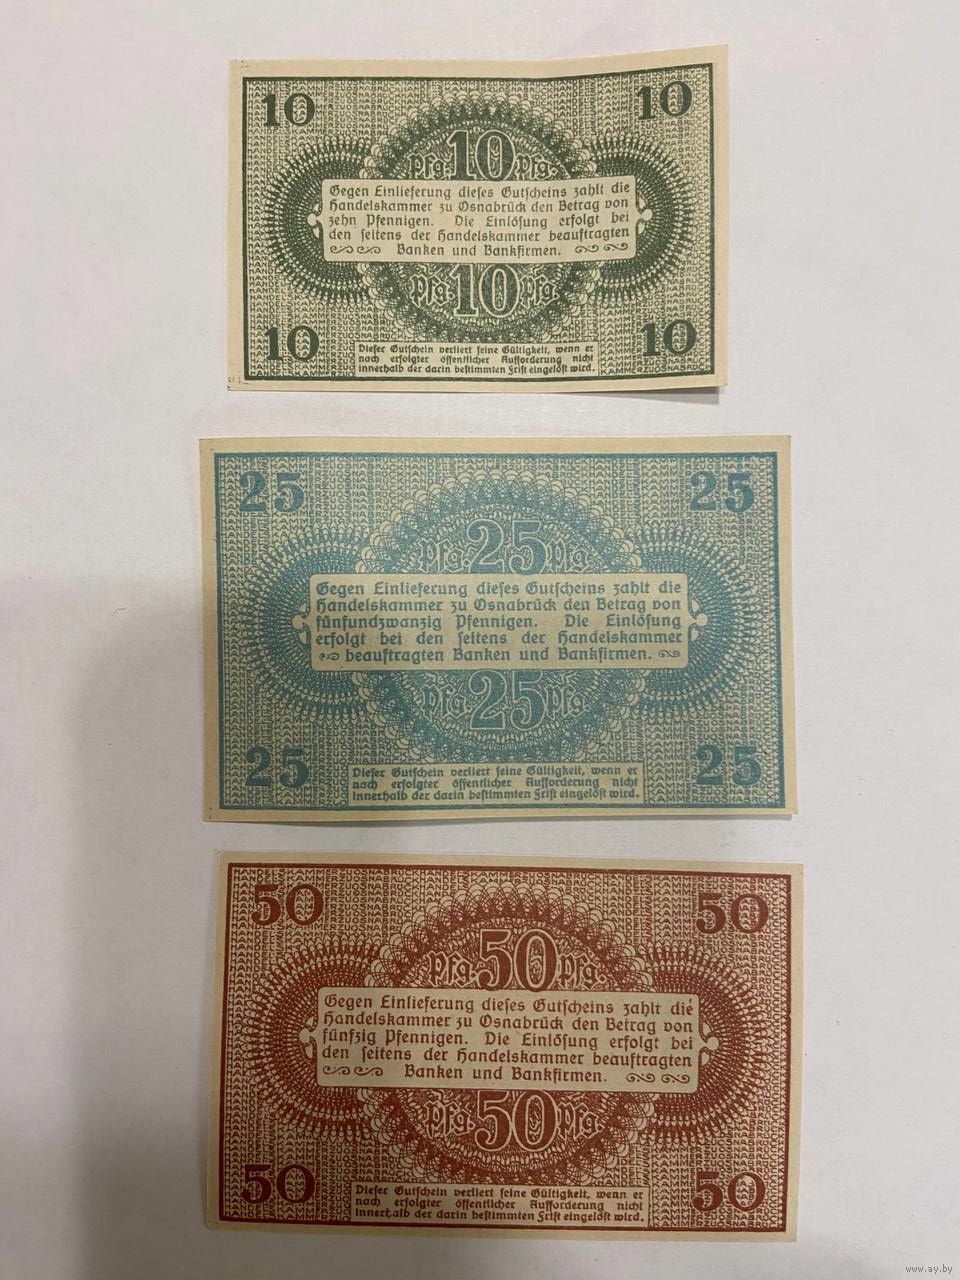 10 10
Pfg. 10 Pfg.
Gegen Einlieferung dieſes Gutſcheins zahlt die
Handelskammer zu Osnabrück den Betrag von
zehn Pfennigen. Die Einlöſung erfolgt bei
den ſeitens der Handelskammer beauftragten
Banken und Bankfirmen.
Pfg. 10 Pfg.
10 10
Dieſer Gutſchein verliert ſeine Gültigkeit, wenn er
nach erfolgter öffentlicher Aufforderung nicht
innerhalb der darin beſtimmten Friſt eingelöſt wird.
25 25
Pfg. 25 Pfg.
Gegen Einlieferung dieſes Gutſcheins zahlt die
Handelskammer zu Osnabrück den Betrag von
fünfundzwanzig Pfennigen. Die Einlöſung
erfolgt bei den ſeitens der Handelskammer
beauftragten Banken und Bankfirmen.
Pfg. 25 Pfg.
25 25
Dieſer Gutſchein verliert ſeine Gültigkeit, wenn er
nach erfolgter öffentlicher Aufforderung nicht
innerhalb der darin beſtimmten Friſt eingelöſt wird.
50 50
Pfg. 50 Pfg.
Gegen Einlieferung dieſes Gutſcheins zahlt die
Handelskammer zu Osnabrück den Betrag von
fünfzig Pfennigen. Die Einlöſung erfolgt bei
den ſeitens der Handelskammer beauftragten
Banken und Bankfirmen.
Pfg. 50 Pfg.
50 50
Dieſer Gutſchein verliert ſeine Gültigkeit, wenn er
nach erfolgter öffentlicher Aufforderung nicht
innerhalb der darin beſtimmten Friſt eingelöſt wird.
www.ay.by